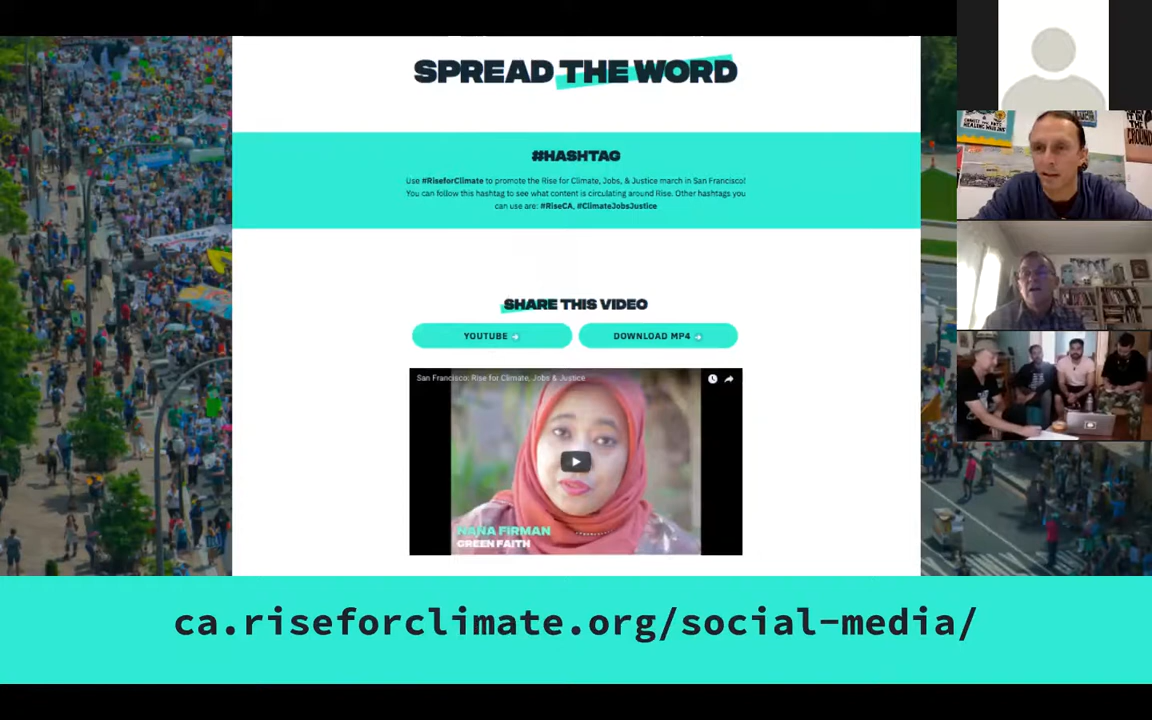 SPREAD THE WORD
#HASHTAG
Use #RiseforClimate to promote the Rise for Climate, Jobs, & Justice march in San Francisco!
You can follow this hashtag to see what content is circulating around Rise. Other hashtags you
can use are: #RiseCA, #ClimateJobsJustice
SHARE THIS VIDEO
YOUTUBE
DOWNLOAD MP4
San Francisco: Rise for Climate, Jobs & Justice
NANA FIRMAN
GREEN FAITH
ca.riseforclimate.org/social-media/
GROUND